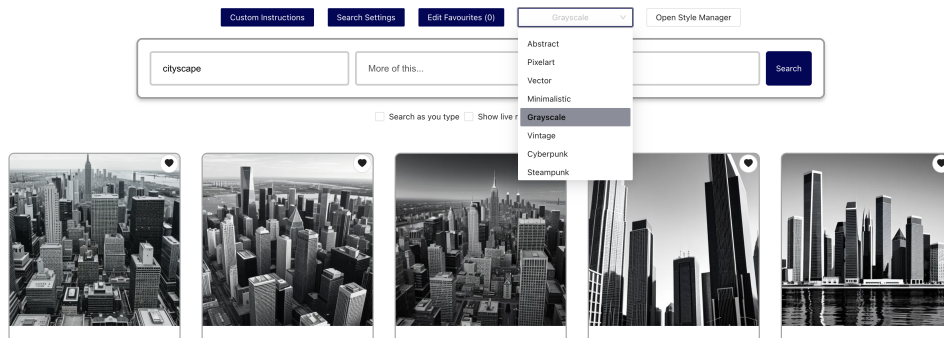 Custom Instructions
Search Settings
Edit Favourites (0)
Grayscale
Open Style Manager
Abstract
Pixelart
Vector
Minimalistic
Grayscale
Vintage
Cyberpunk
Steampunk
cityscape
More of this...
Search
Search as you type
Show live r